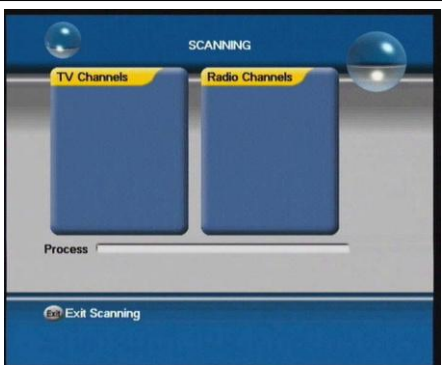 SCANNING
TV Channels
Radio Channels
Process
Exit Exit Scanning